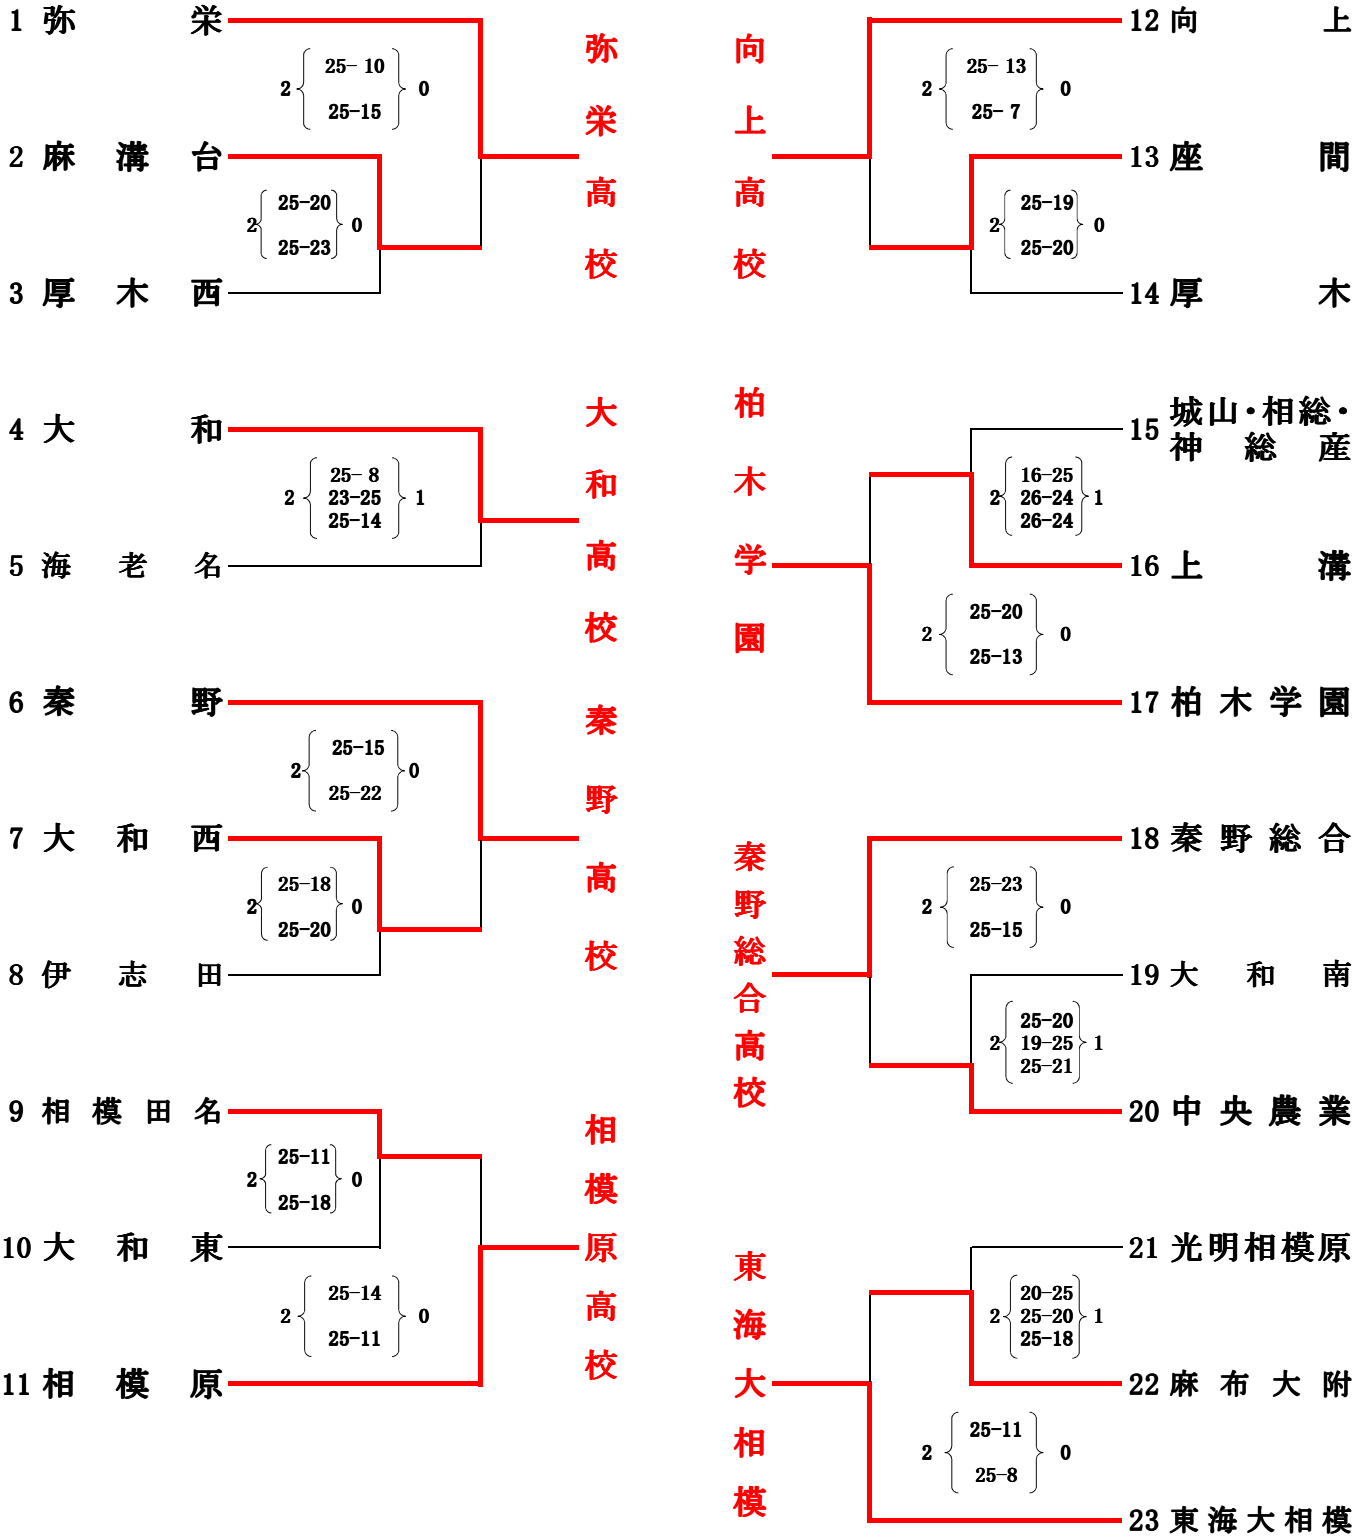 1 弥栄
25-10
2 0
25-15
2 麻溝台
25-20
2 0
25-23
3 厚木西
弥栄高校
4 大和
25-8
2 23-25 1
25-14
5 海老名
大和高校
6 秦野
25-15
2 0
25-22
7 大和西
25-18
2 0
25-20
8 伊志田
秦野高校
9 相模田名
25-11
2 0
25-18
10 大和東
25-14
2 0
25-11
11 相模原
相模原高校
12 向上
25-13
2 0
25-7
13 座間
25-19
2 0
25-20
14 厚木
向上高校
15 城山・相総・
神総産
16-25
2 26-24 1
26-24
16 上溝
25-20
2 0
25-13
17 柏木学園
柏木学園
18 秦野総合
25-23
2 0
25-15
19 大和南
25-20
2 19-25 1
25-21
20 中央農業
秦野総合高校
21 光明相模原
20-25
2 25-20 1
25-18
22 麻布大附
25-11
2 0
25-8
23 東海大相模
東海大相模